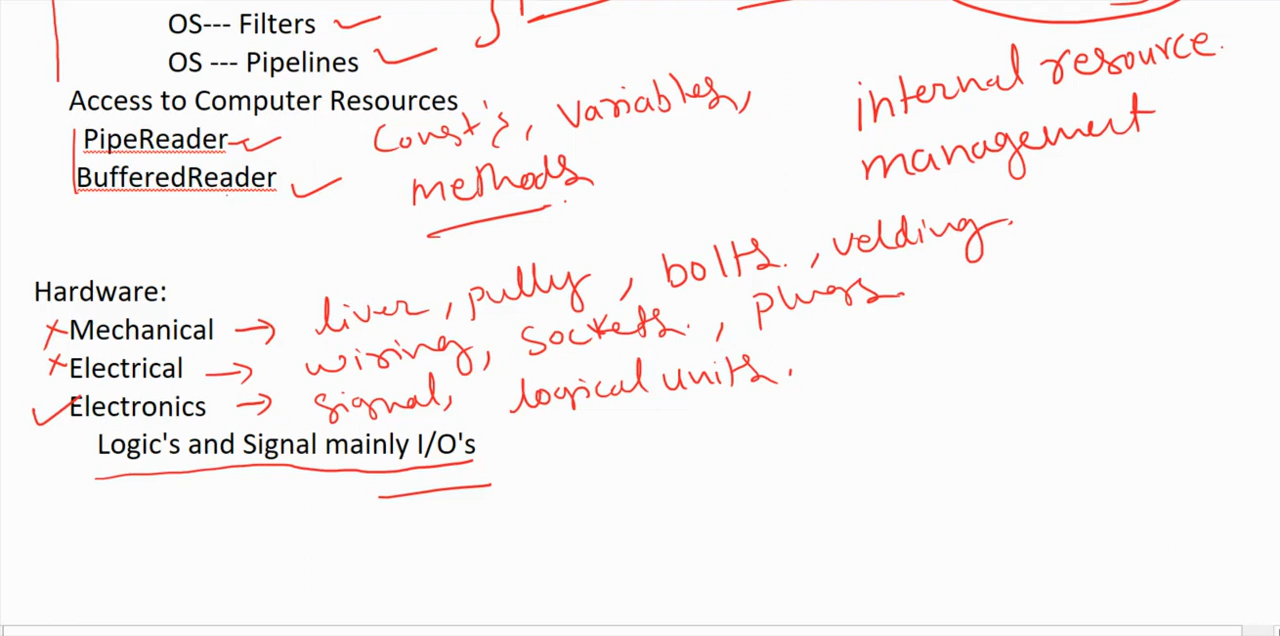 OS--- Filters
OS --- Pipelines
Access to Computer Resources
PipeReader
BufferedReader
Const's, variables,
methods
internal resource.
management
Hardware:
Mechanical → liver, pully, bolts., velding.
Electrical → wiring, sockets., plugs
Electronics → signal, logical units.
Logic's and Signal mainly I/O's